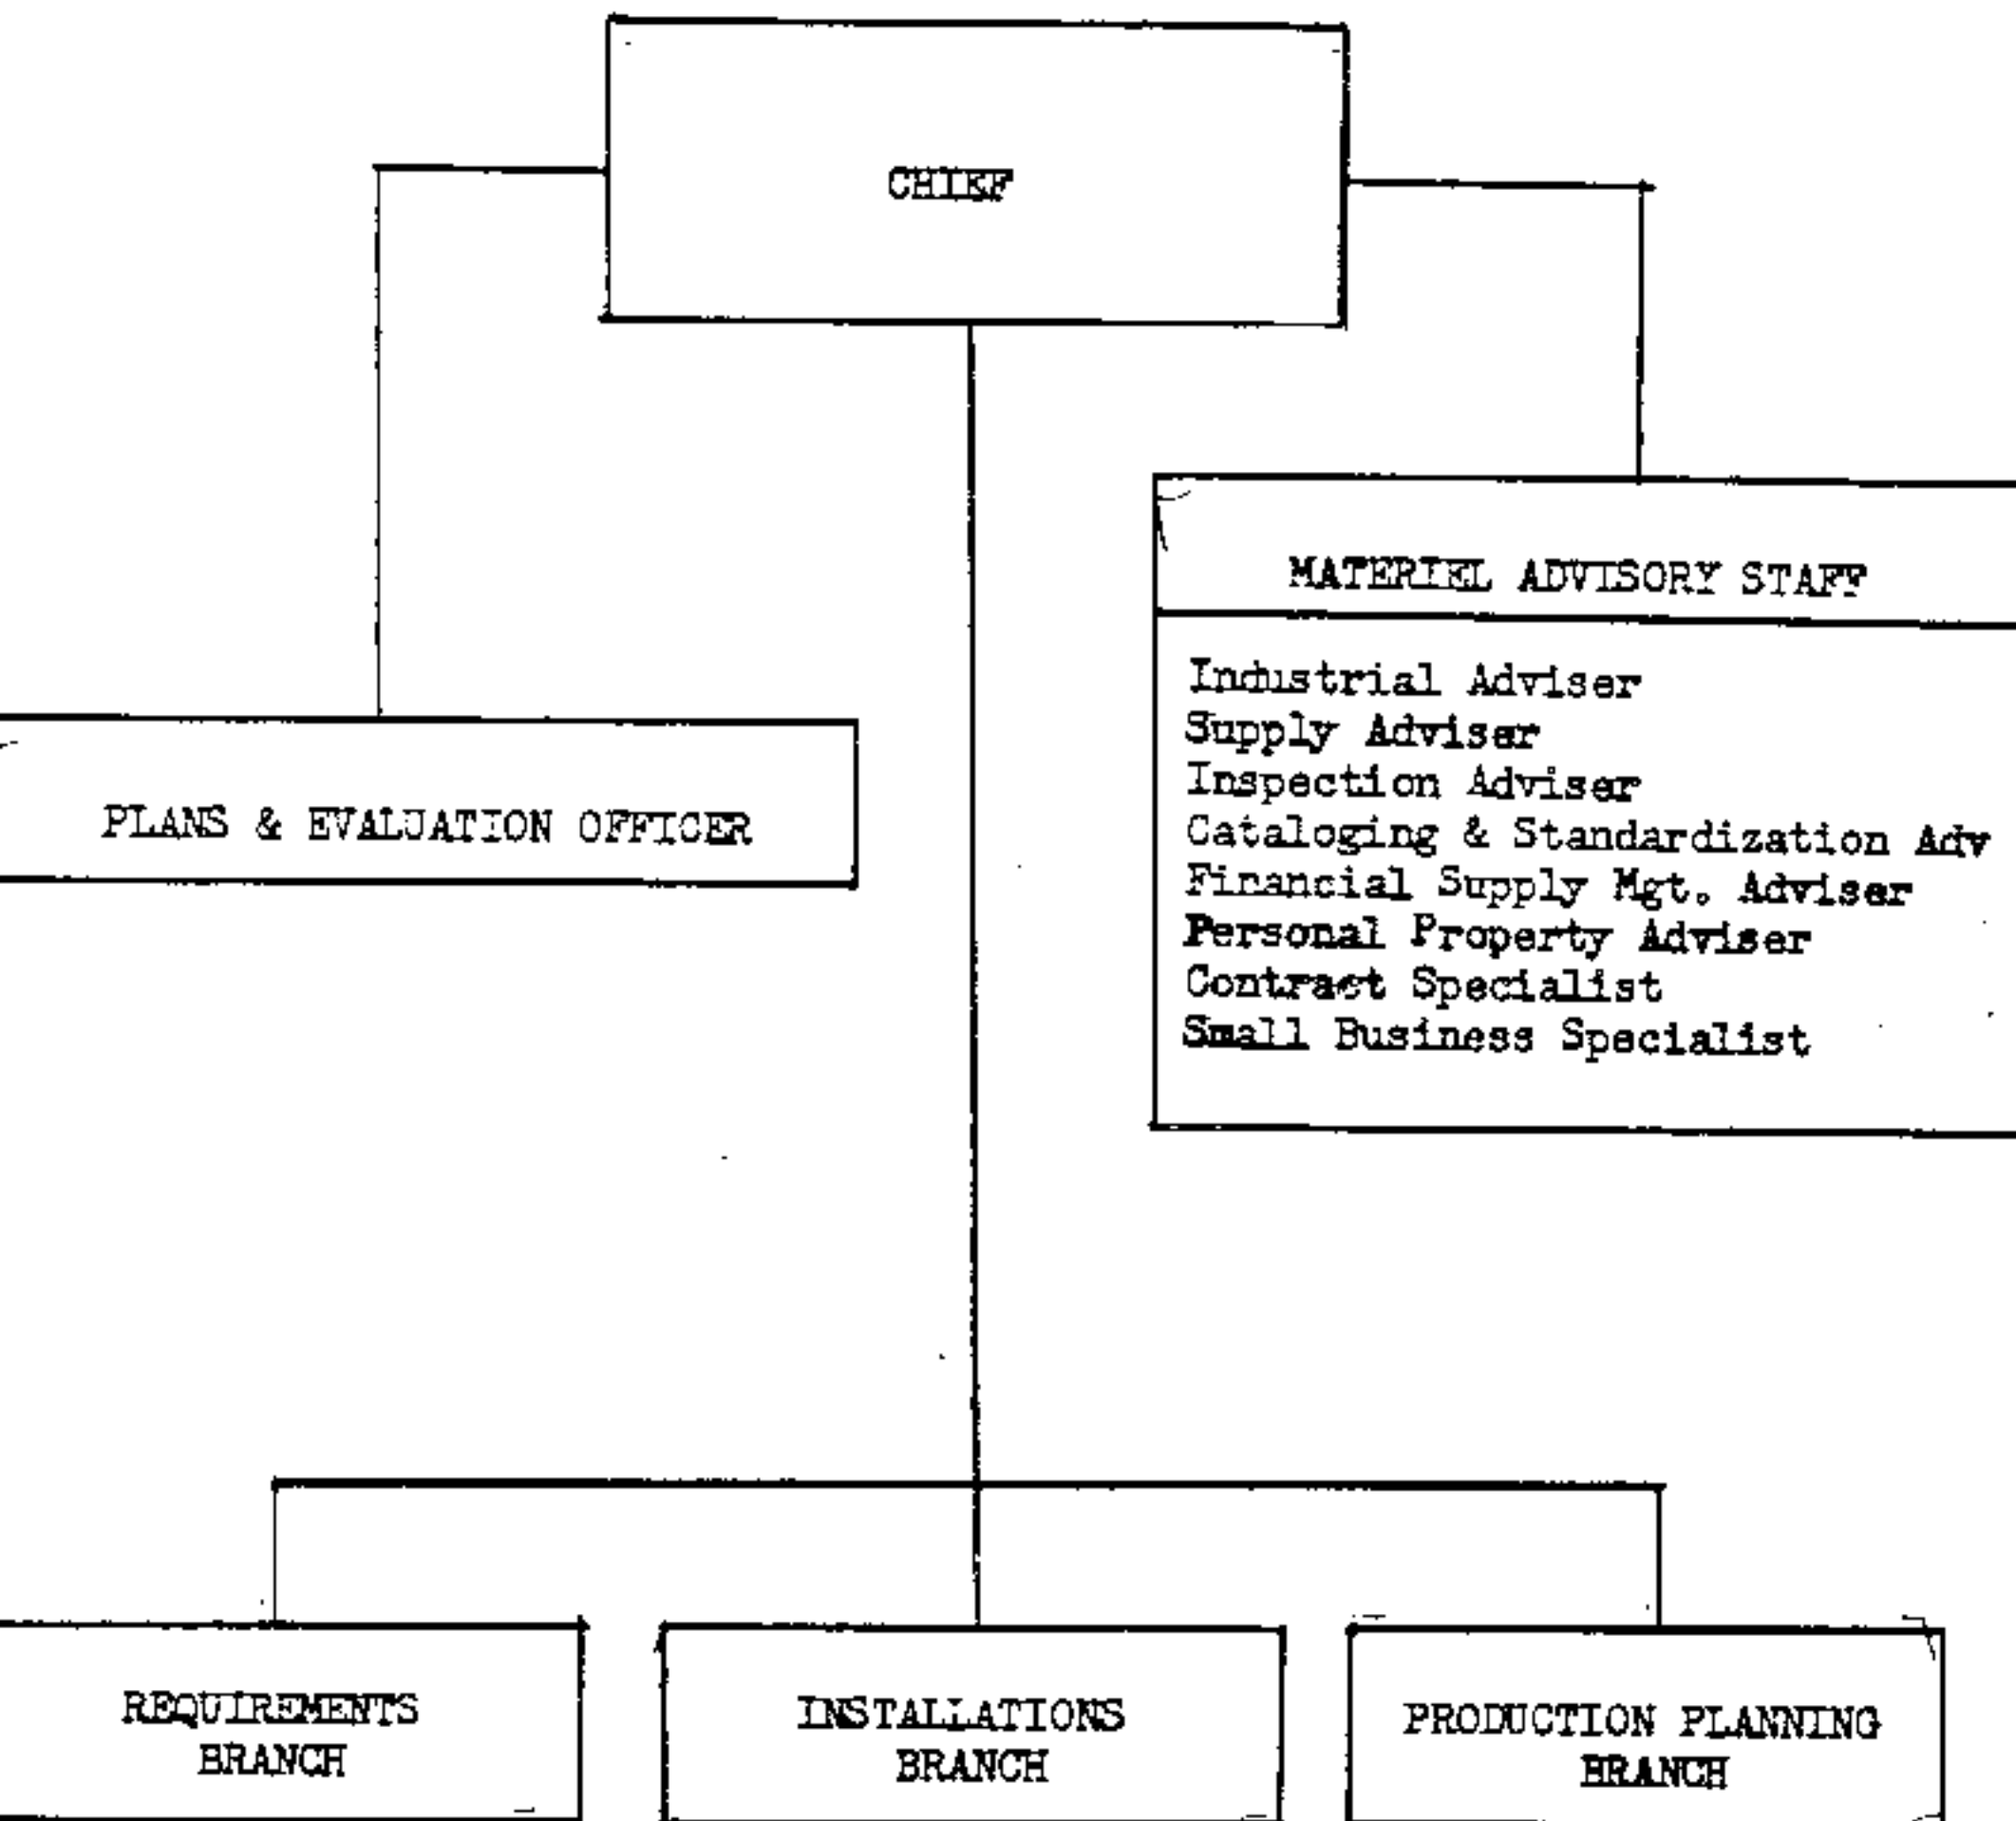 CHIEF
MATERIEL ADVISORY STAFF
Industrial Adviser
Supply Adviser
Inspection Adviser
Cataloging & Standardization Adv
Financial Supply Mgt. Adviser
Personal Property Adviser
Contract Specialist
Small Business Specialist
PLANS & EVALUATION OFFICER
REQUIREMENTS
BRANCH
INSTALLATIONS
BRANCH
PRODUCTION PLANNING
BRANCH